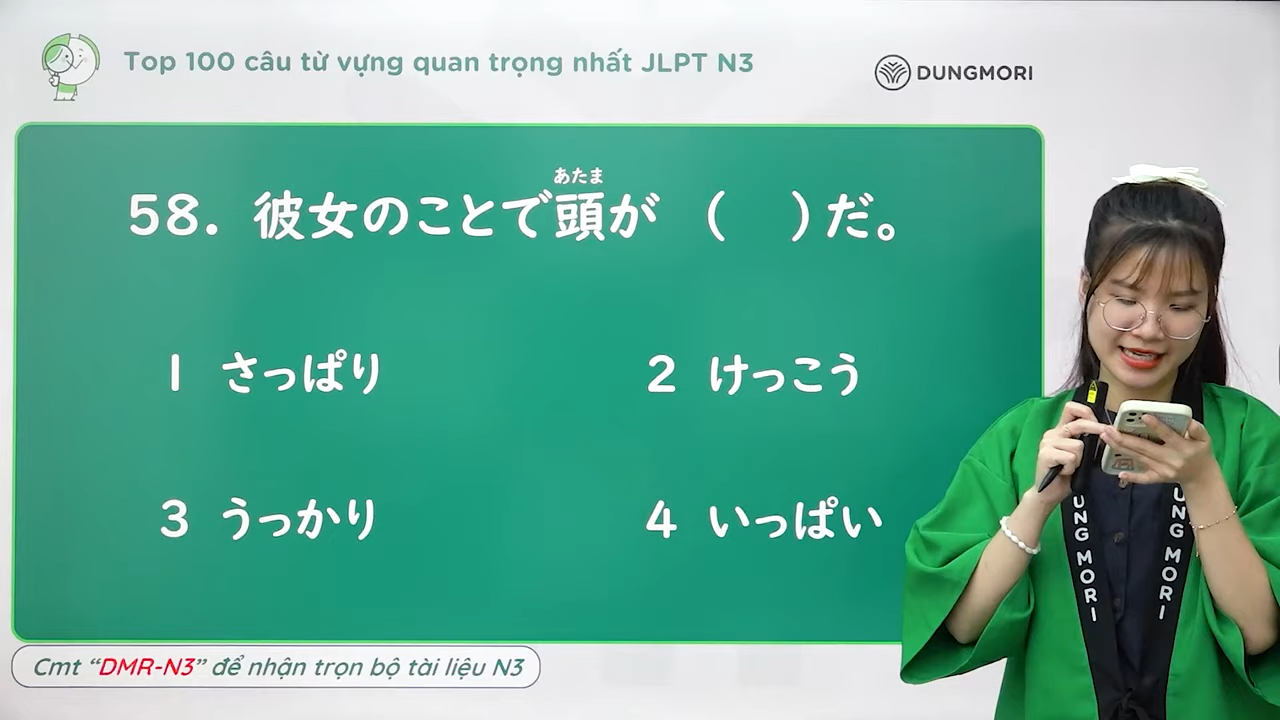 Top 100 câu từ vựng quan trọng nhất JLPT N3
DUNGMORI
あたま
58. 彼女のことで頭が （　）だ。
1 さっぱり
2 けっこう
3 うっかり
4 いっぱい
Cmt “DMR-N3” để nhận trọn bộ tài liệu N3
UNG MORI
UNG MORI